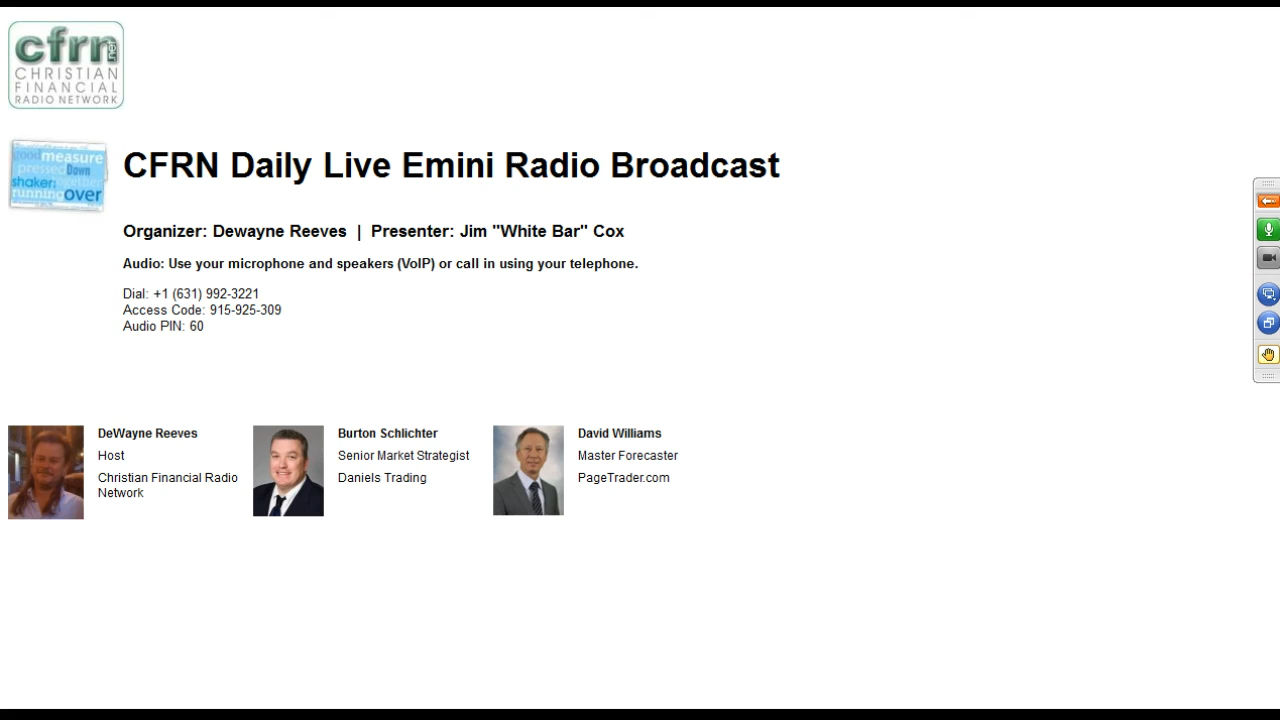 cfrn.net
CHRISTIAN
FINANCIAL
RADIO NETWORK
good measure
pressed Down
shaken together
running over
CFRN Daily Live Emini Radio Broadcast
Organizer: Dewayne Reeves | Presenter: Jim "White Bar" Cox
Audio: Use your microphone and speakers (VoIP) or call in using your telephone.
Dial: +1 (631) 992-3221
Access Code: 915-925-309
Audio PIN: 60
DeWayne Reeves
Host
Christian Financial Radio
Network
Burton Schlichter
Senior Market Strategist
Daniels Trading
David Williams
Master Forecaster
PageTrader.com